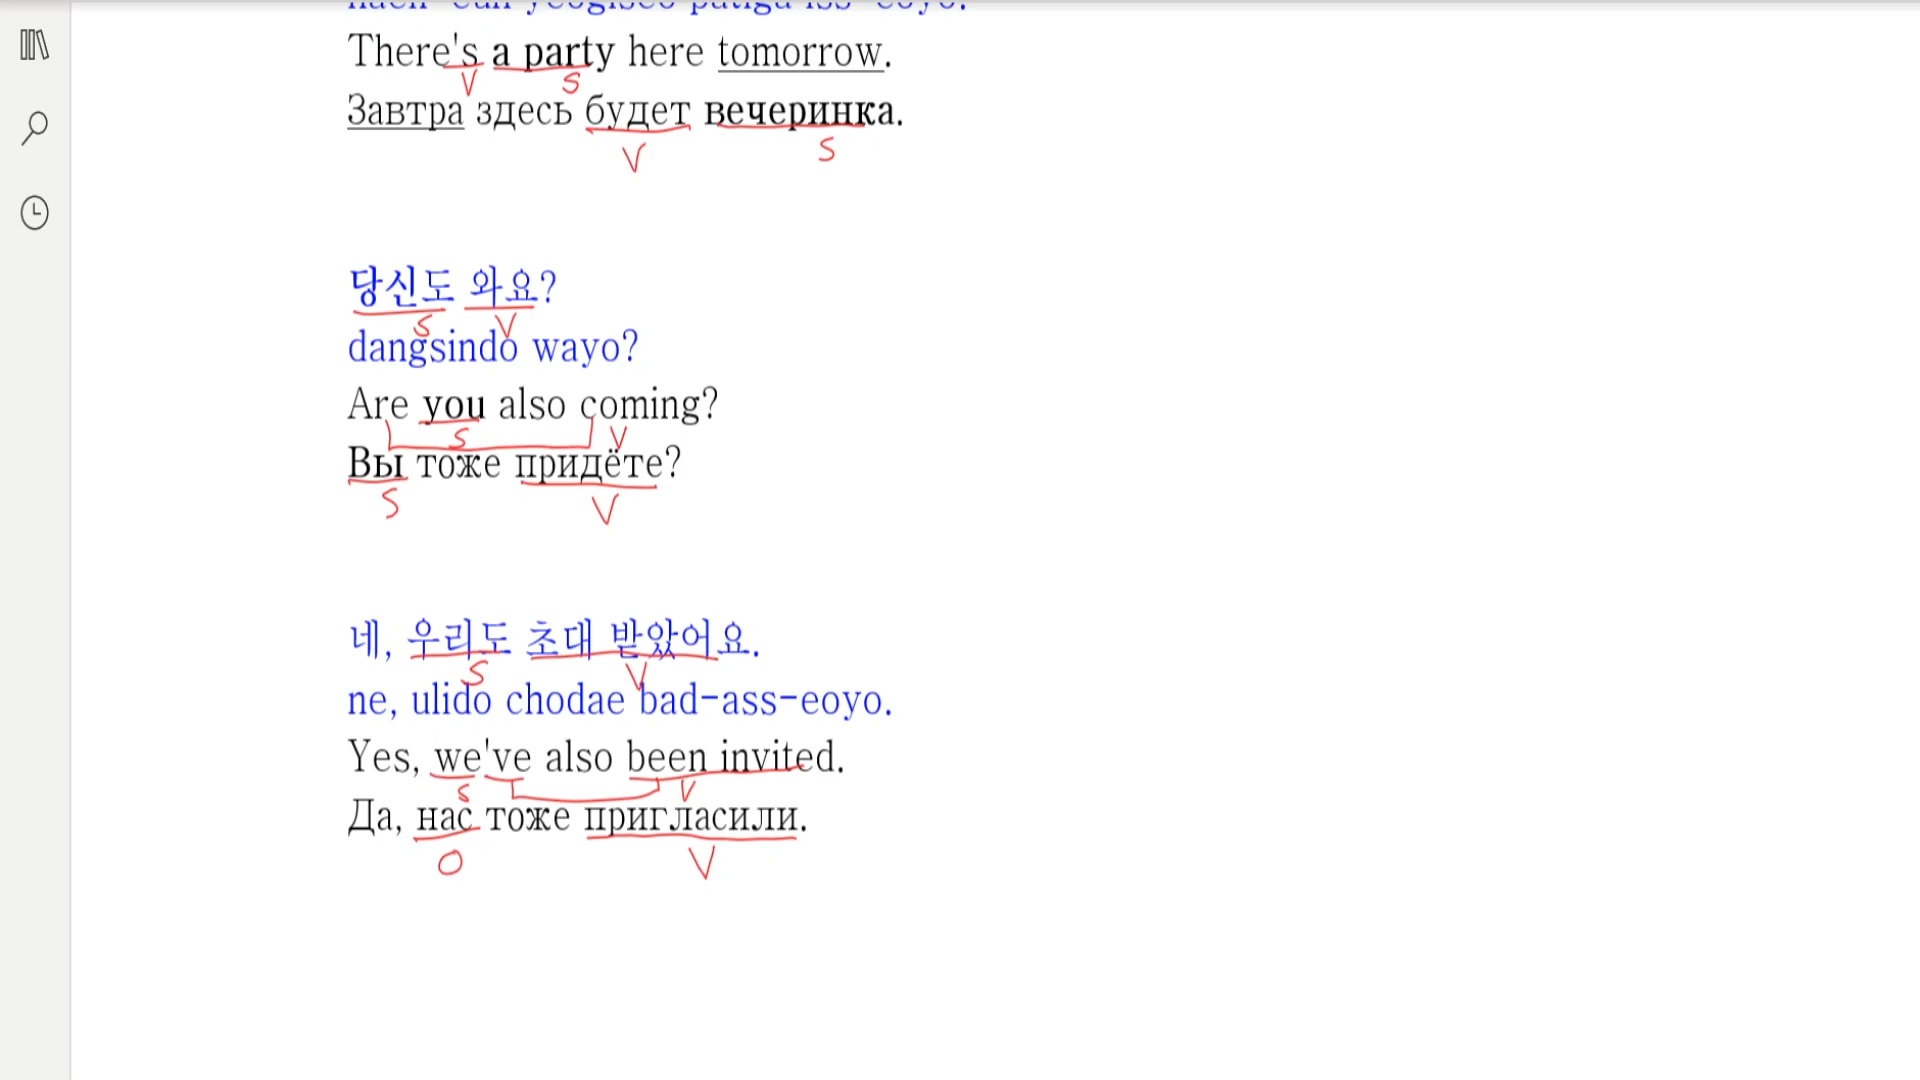 There's a party here tomorrow.
V S
Завтра здесь будет вечеринка.
V S
당신도 와요?
S V
dangsindo wayo?
Are you also coming?
S V
Вы тоже придёте?
S V
네, 우리도 초대 받았어요.
S V
ne, ulido chodae bad-ass-eoyo.
Yes, we've also been invited.
S V
Да, нас тоже пригласили.
O V